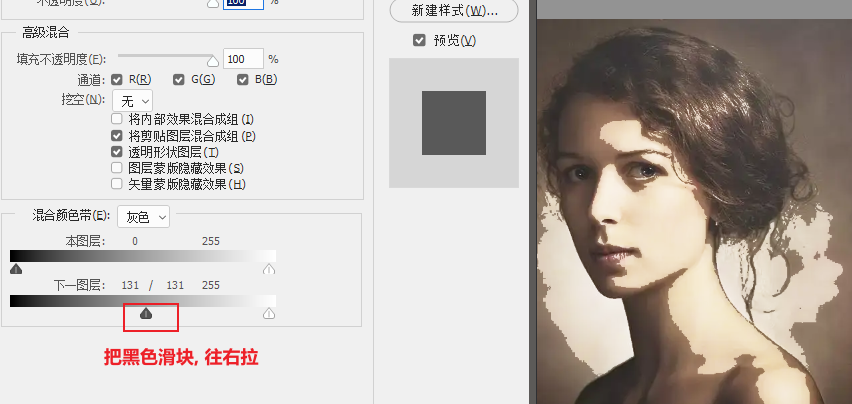 不透明度(O): 100 %
新建样式(W)...
预览(V)
高级混合
填充不透明度(F): 100 %
通道: R(R) G(G) B(B)
挖空(N): 无
将内部效果混合成组(I)
将剪贴图层混合成组(P)
透明形状图层(T)
图层蒙版隐藏效果(S)
矢量蒙版隐藏效果(H)
混合颜色带(E): 灰色
本图层: 0 255
下一图层: 131 / 131 255
把黑色滑块, 往右拉